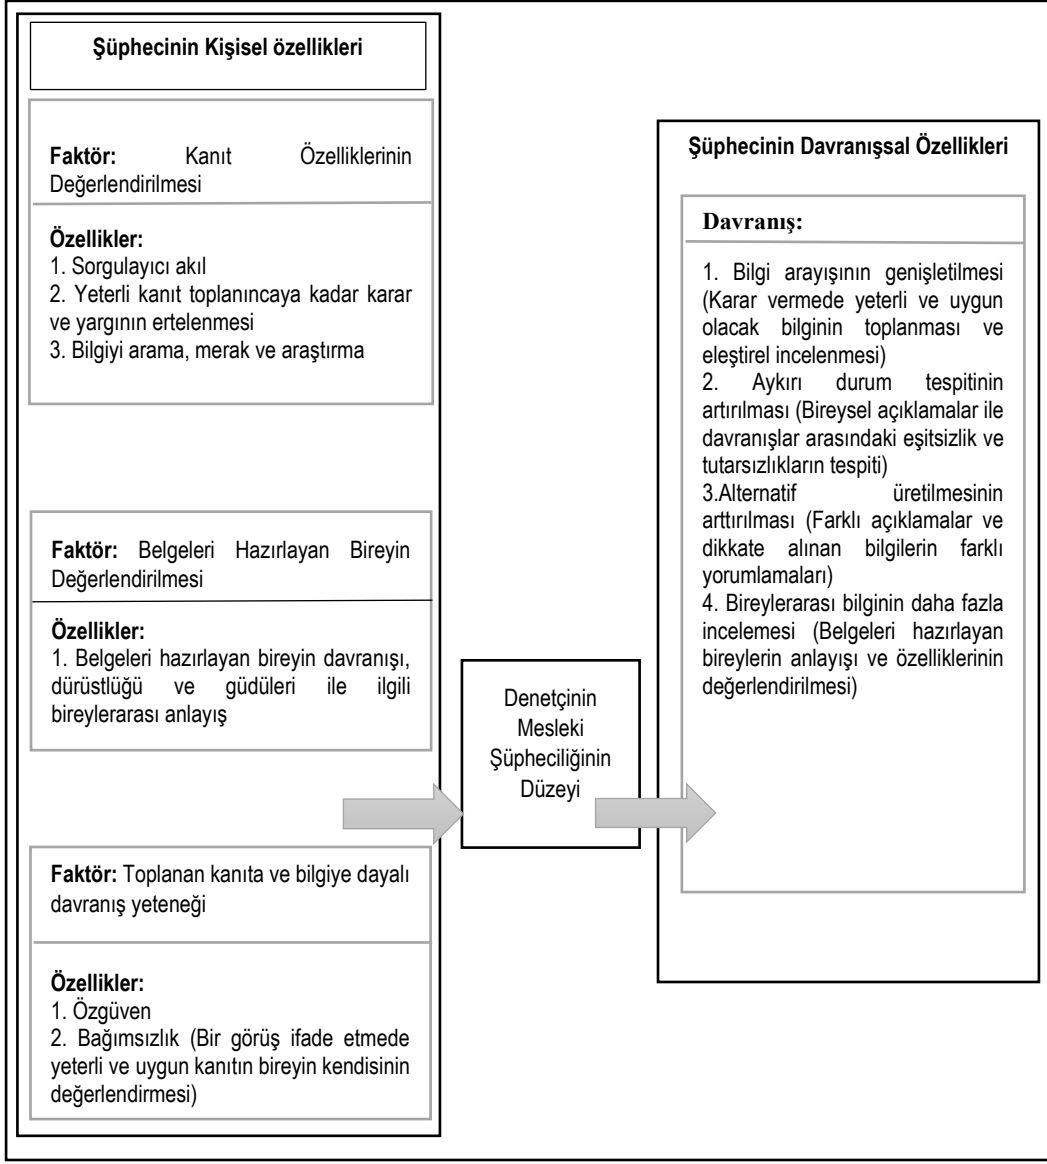 Şüphecinin Kişisel özellikleri
Faktör: Kanıt Özelliklerinin
Değerlendirilmesi
Özellikler:
1. Sorgulayıcı akıl
2. Yeterli kanıt toplanıncaya kadar karar
ve yargının ertelenmesi
3. Bilgiyi arama, merak ve araştırma
Faktör: Belgeleri Hazırlayan Bireyin
Değerlendirilmesi
Özellikler:
1. Belgeleri hazırlayan bireyin davranışı,
dürüstlüğü ve güdüleri ile ilgili
bireylerarası anlayış
Faktör: Toplanan kanıta ve bilgiye dayalı
davranış yeteneği
Özellikler:
1. Özgüven
2. Bağımsızlık (Bir görüş ifade etmede
yeterli ve uygun kanıtın bireyin kendisinin
değerlendirmesi)
Denetçinin
Mesleki
Şüpheciliğinin
Düzeyi
Şüphecinin Davranışsal Özellikleri
Davranış:
1. Bilgi arayışının genişletilmesi
(Karar vermede yeterli ve uygun
olacak bilginin toplanması ve
eleştirel incelenmesi)
2. Aykırı durum tespitinin
artırılması (Bireysel açıklamalar ile
davranışlar arasındaki eşitsizlik ve
tutarsızlıkların tespiti)
3.Alternatif üretilmesinin
arttırılması (Farklı açıklamalar ve
dikkate alınan bilgilerin farklı
yorumlamaları)
4. Bireylerarası bilginin daha fazla
incelemesi (Belgeleri hazırlayan
bireylerin anlayışı ve özelliklerinin
değerlendirilmesi)